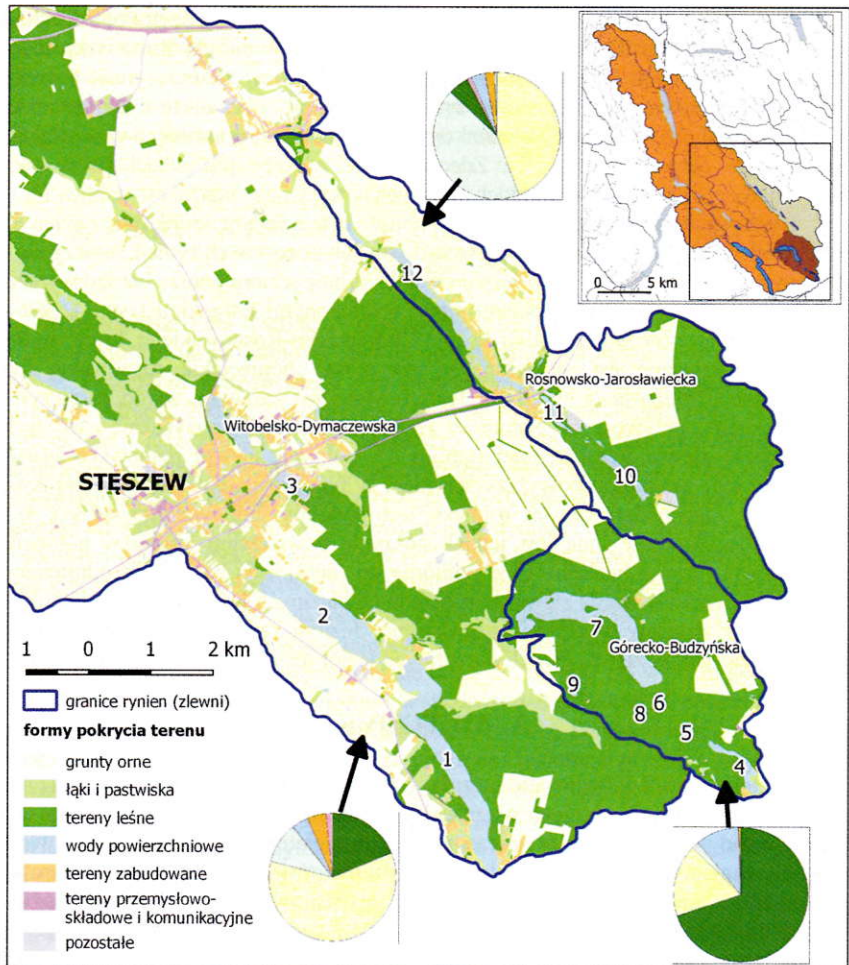 0 5 km
12
Rosnowsko-Jarosławiecka
11
Witobelsko-Dymaczewska
10
STĘSZEW
3
2
7
Górecko-Budzyńska
9
6
8
5
1
4
1 0 1 2 km
granice rynien (zlewni)
formy pokrycia terenu
grunty orne
łąki i pastwiska
tereny leśne
wody powierzchniowe
tereny zabudowane
tereny przemysłowo-
składowe i komunikacyjne
pozostałe